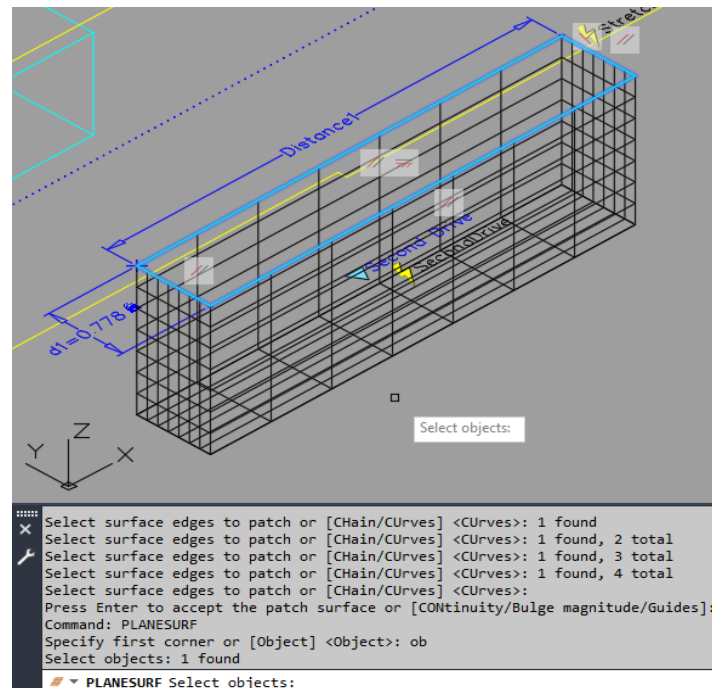 Stretch
Distance1
Second Drive
SecondDrive
d1=0.778
Select objects:
Z
Y
X
Select surface edges to patch or [CHain/CUrves] <CUrves>: 1 found
Select surface edges to patch or [CHain/CUrves] <CUrves>: 1 found, 2 total
Select surface edges to patch or [CHain/CUrves] <CUrves>: 1 found, 3 total
Select surface edges to patch or [CHain/CUrves] <CUrves>: 1 found, 4 total
Select surface edges to patch or [CHain/CUrves] <CUrves>:
Press Enter to accept the patch surface or [CONtinuity/Bulge magnitude/Guides]:
Command: PLANESURF
Specify first corner or [Object] <Object>: ob
Select objects: 1 found
PLANESURF Select objects: